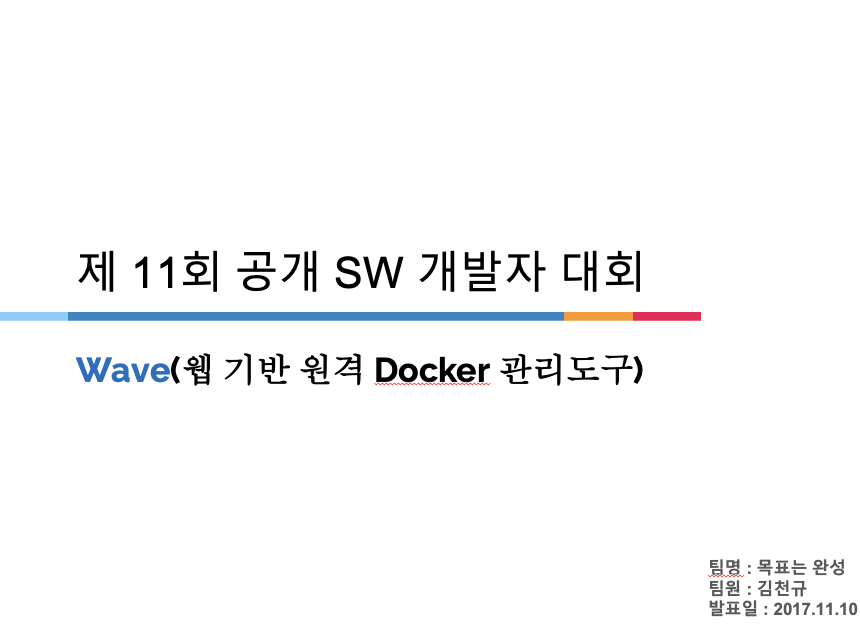 제 11회 공개 SW 개발자 대회
Wave(웹 기반 원격 Docker 관리도구)
팀명 : 목표는 완성
팀원 : 김천규
발표일 : 2017.11.10